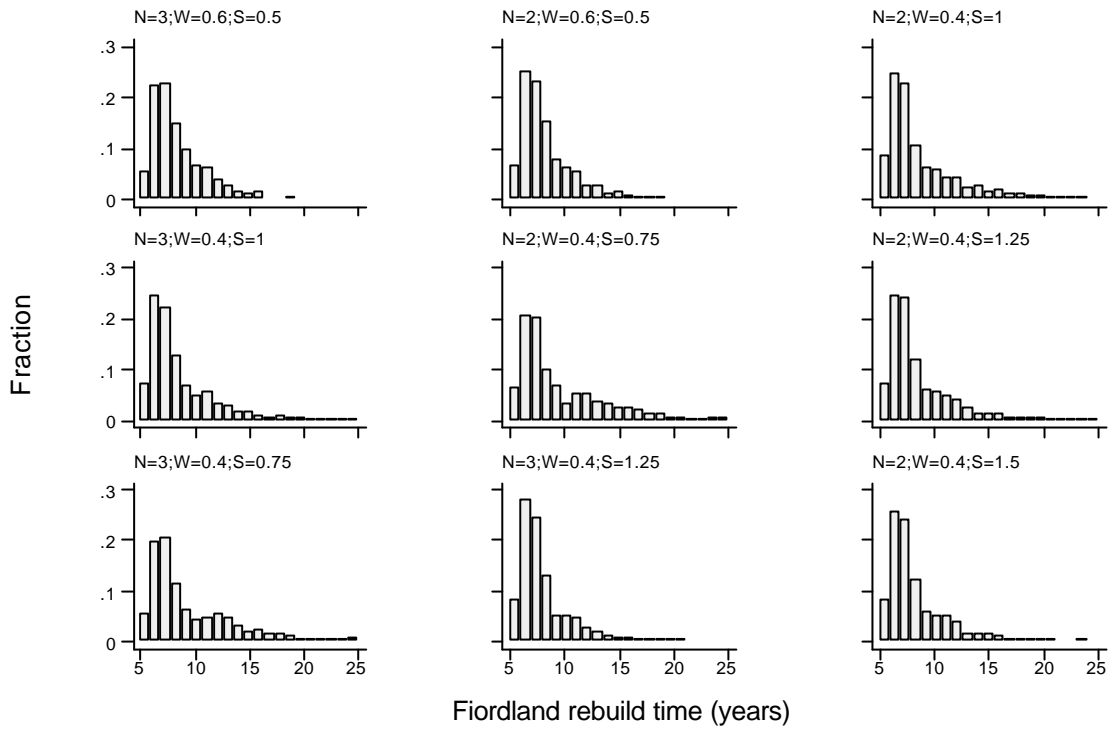 N=3;W=0.6;S=0.5 N=2;W=0.6;S=0.5 N=2;W=0.4;S=1
.3
.2
.1
0
N=3;W=0.4;S=1 N=2;W=0.4;S=0.75 N=2;W=0.4;S=1.25
.3
.2
.1
0
Fraction
N=3;W=0.4;S=0.75 N=3;W=0.4;S=1.25 N=2;W=0.4;S=1.5
.3
.2
.1
0
5 10 15 20 25 5 10 15 20 25 5 10 15 20 25
Fiordland rebuild time (years)